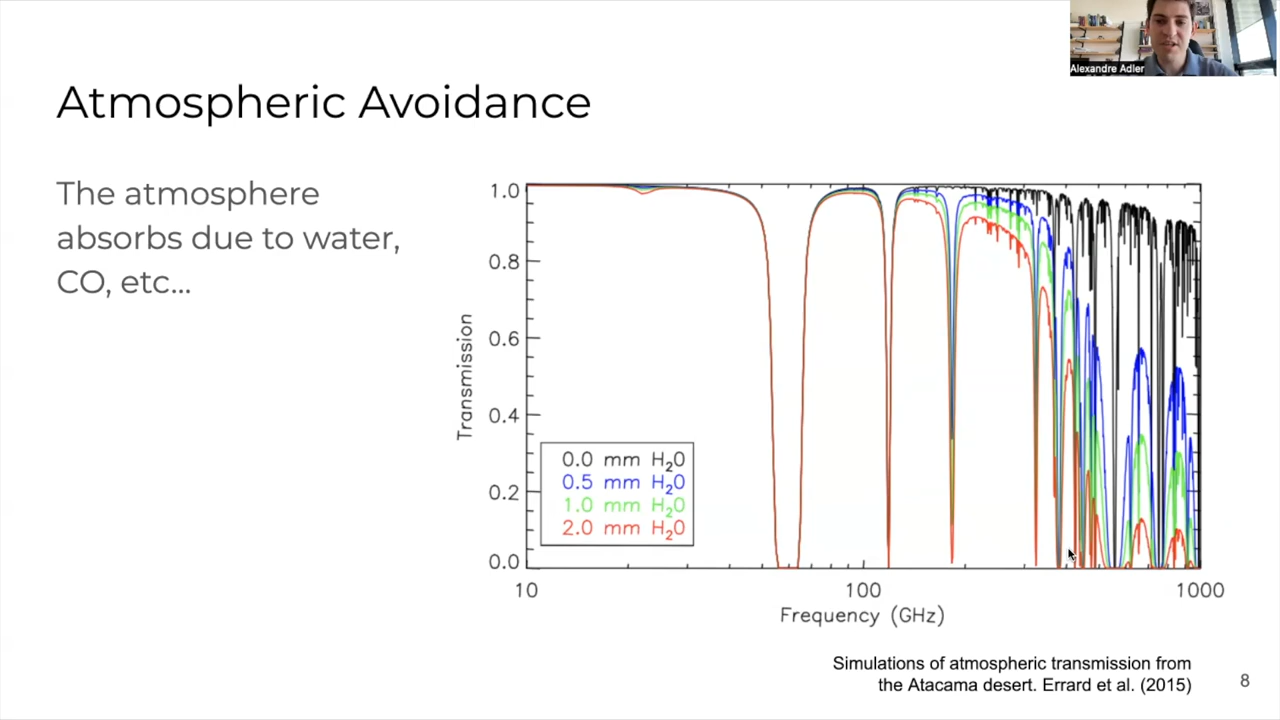 Alexandre Adler
Atmospheric Avoidance
The atmosphere
absorbs due to water,
CO, etc...
1.0
0.8
0.6
0.4
0.2
0.0
Transmission
0.0 mm H₂O
0.5 mm H₂O
1.0 mm H₂O
2.0 mm H₂O
10 100 1000
Frequency (GHz)
Simulations of atmospheric transmission from
the Atacama desert. Errard et al. (2015)
8